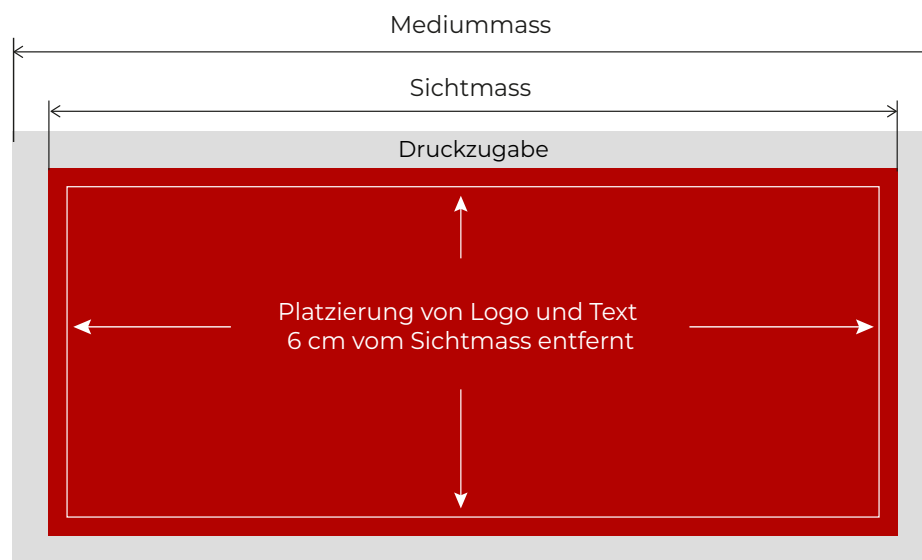 Mediummass
Sichtmass
Druckzugabe
Platzierung von Logo und Text
6 cm vom Sichtmass entfernt